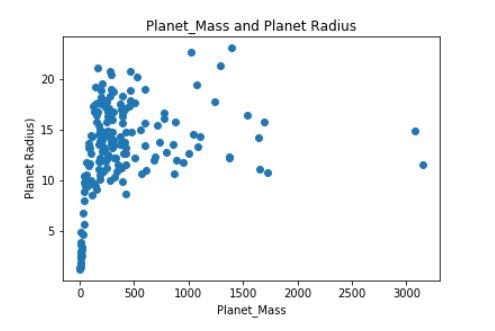 Planet_Mass and Planet Radius
20
15
10
5
Planet Radius)
0 500 1000 1500 2000 2500 3000
Planet_Mass